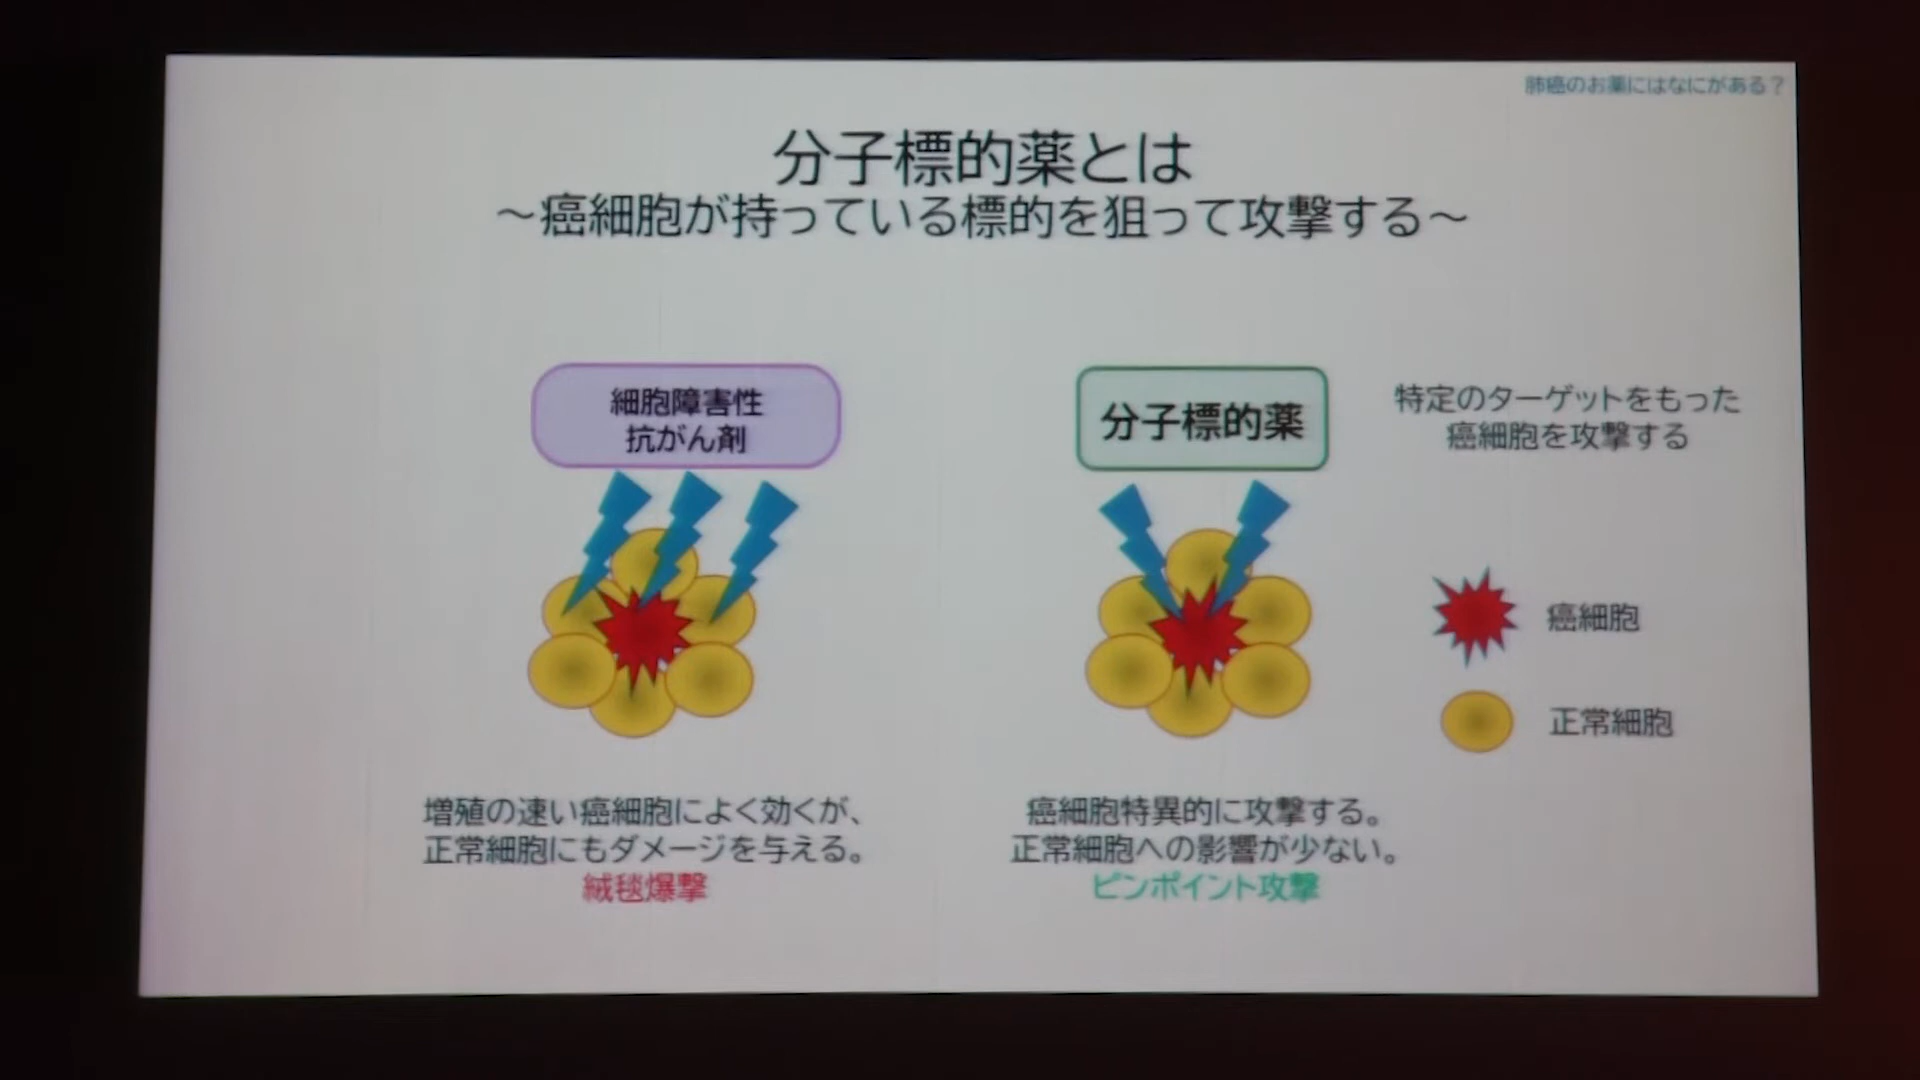 肺癌のお薬にはなにがある？
分子標的薬とは
～癌細胞が持っている標的を狙って攻撃する～
細胞障害性
抗がん剤
分子標的薬
特定のターゲットをもった
癌細胞を攻撃する
癌細胞
正常細胞
増殖の速い癌細胞によく効くが、
正常細胞にもダメージを与える。
絨毯爆撃
癌細胞特異的に攻撃する。
正常細胞への影響が少ない。
ピンポイント攻撃